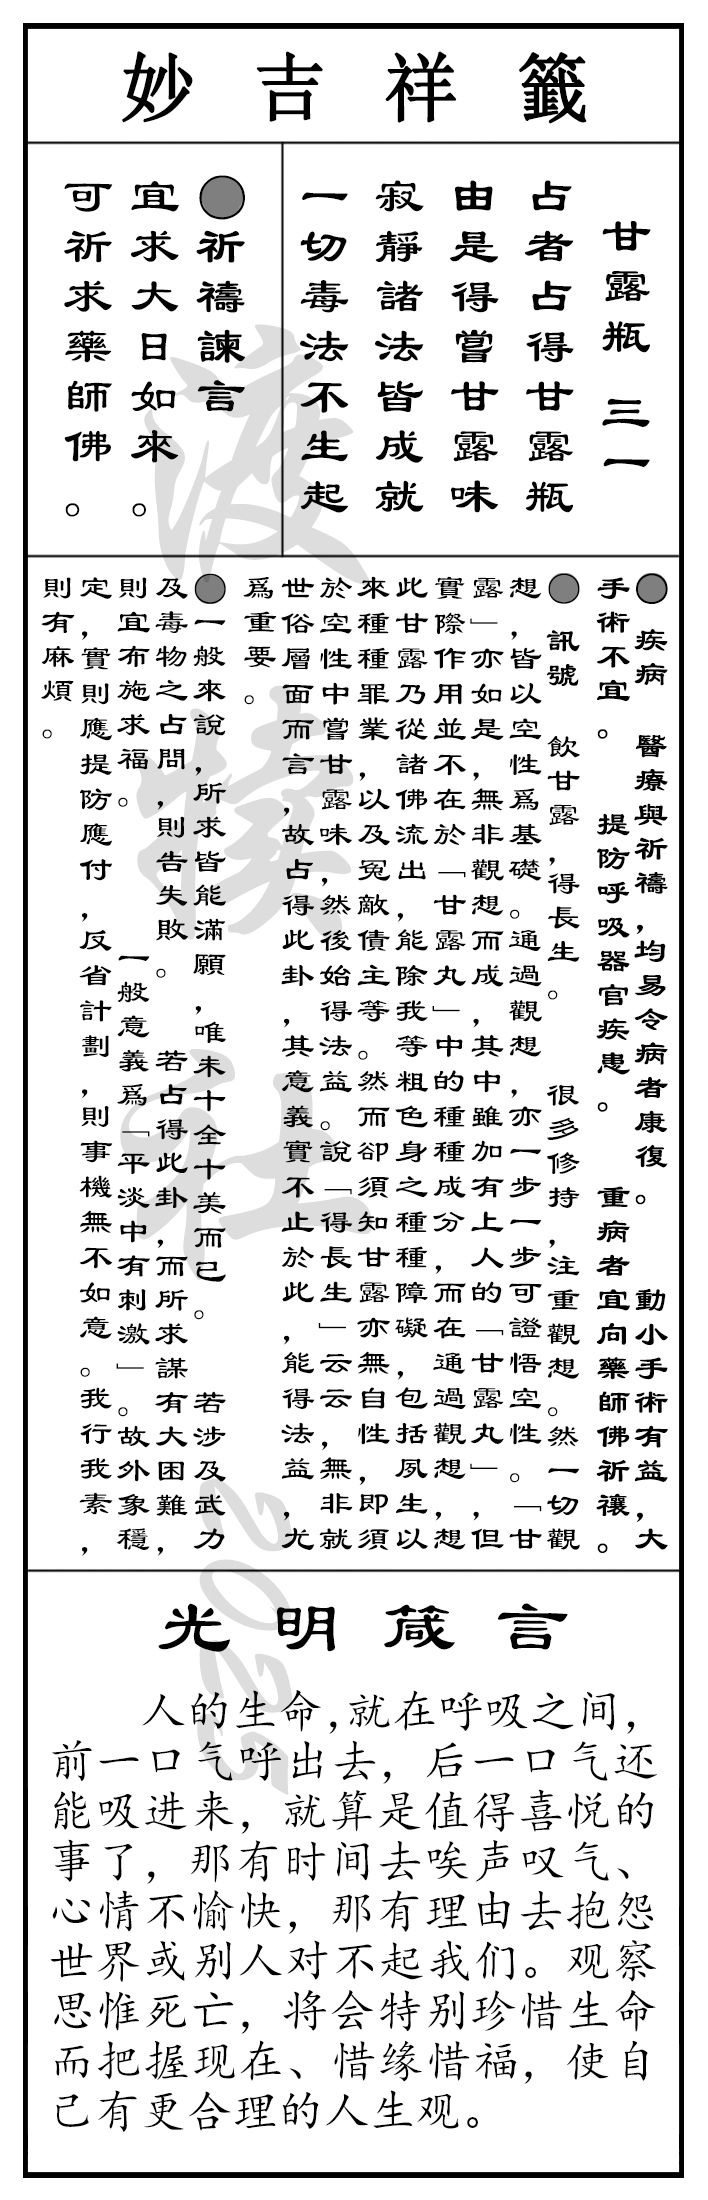 妙吉祥籤
甘露瓶 三一
占者占得甘露瓶
由是得嘗甘露味
寂靜諸法皆成就
一切毒法不生起
●祈禱諫言
宜求大日如來。
可祈求藥師佛。
● 疾病 醫療與祈禱，均易令病者康復。 動小手術有益，大
手術不宜。 提防呼吸器官疾患。 重病者宜向藥師佛祈禳。
● 訊號 飲甘露，得長生。 很多修持，注重觀想。然一切觀
想，皆以空性爲基礎。通過觀想，亦一步一步可證悟空性。「甘
露」亦如是，無非觀想而成，其中雖加有上人的「甘露丸」，但
實際作用並不在於「甘露丸」中的種種成分，而在通過觀想，想
此甘露乃從諸佛流出，能除我等粗色身之種種障礙，包括夙生以
來種種罪業，以及冤敵債主等。然而卻須知甘露亦無自性，即須
於空性中嘗甘露味，然後始得法益。說「得長生」云云，無非就
世俗層面而言，故占得此卦，其意義實不止於此，能得法益，尤
爲重要。
●一般來說，所求皆能滿願，唯未十全十美而已。 若涉及武力
及毒物之占問，則告失敗。 若占得此卦，而所求謀有大困難，
則宜布施求福。 一般意義爲「平淡中有刺激」。故外象穩
定，實則應提防應付，反省計劃，則事機無不如意。我行我素，
則有麻煩。
光明箴言
人的生命，就在呼吸之间，
前一口气呼出去，后一口气还
能吸进来，就算是值得喜悦的
事了，那有时间去唉声叹气、
心情不愉快，那有理由去抱怨
世界或别人对不起我们。观察
思惟死亡，将会特别珍惜生命
而把握现在、惜缘惜福，使自
己有更合理的人生观。
渡犊社2025